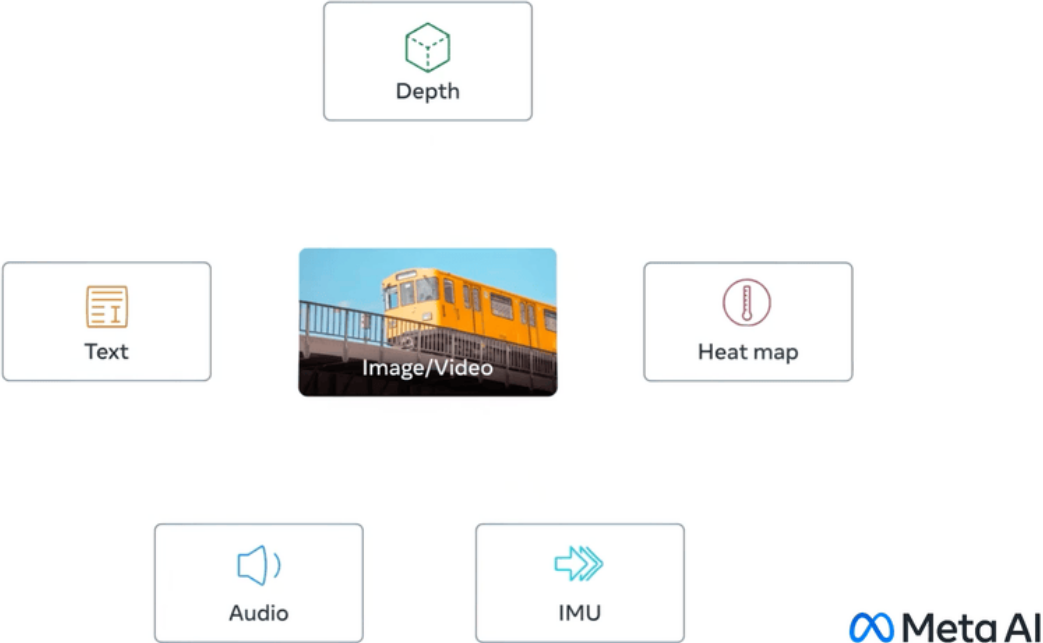 Depth
Text
Image/Video
Heat map
Audio
IMU
Meta AI